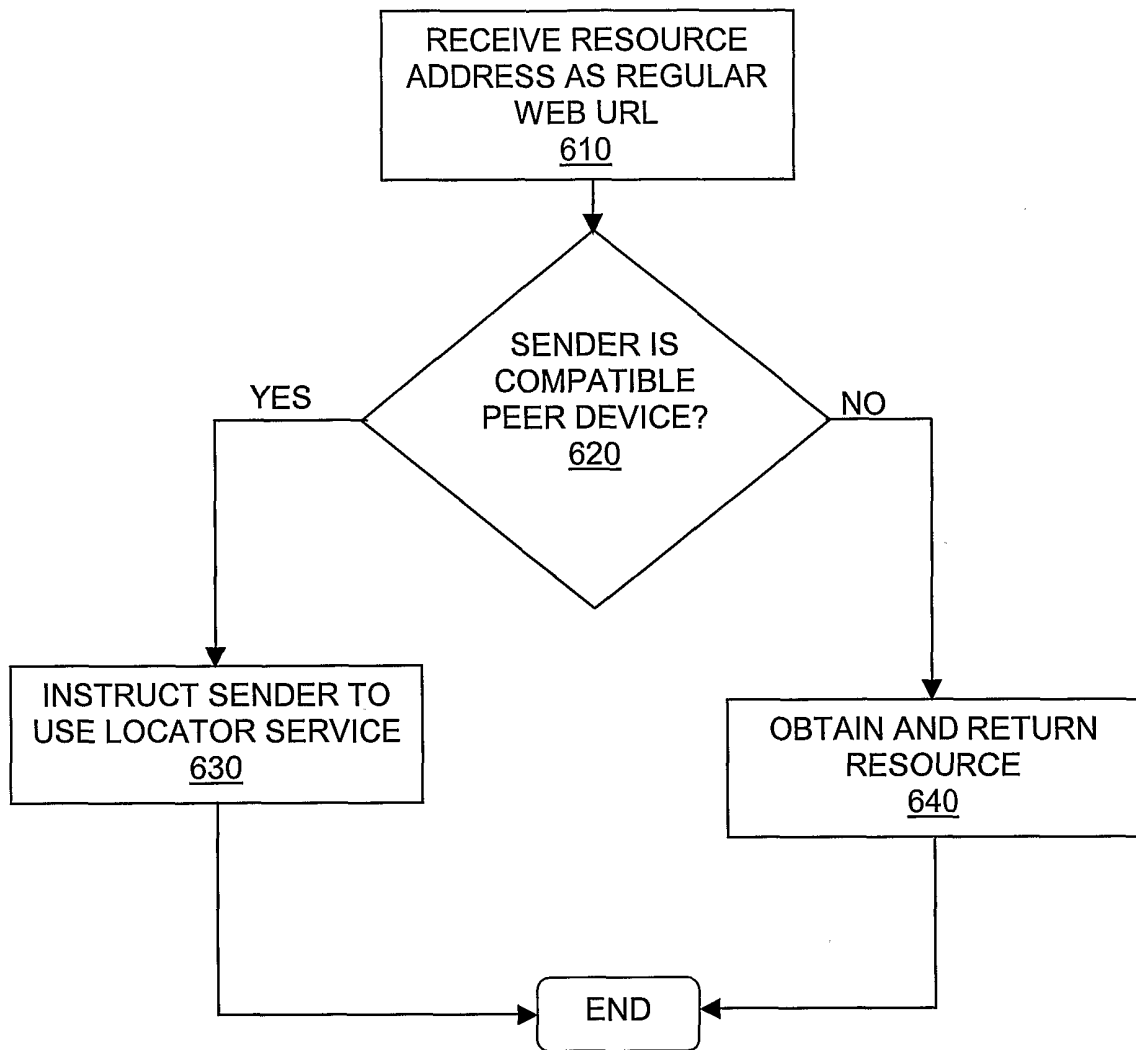 RECEIVE RESOURCE
ADDRESS AS REGULAR
WEB URL
610
SENDER IS
COMPATIBLE
PEER DEVICE?
620
YES
NO
INSTRUCT SENDER TO
USE LOCATOR SERVICE
630
OBTAIN AND RETURN
RESOURCE
640
END